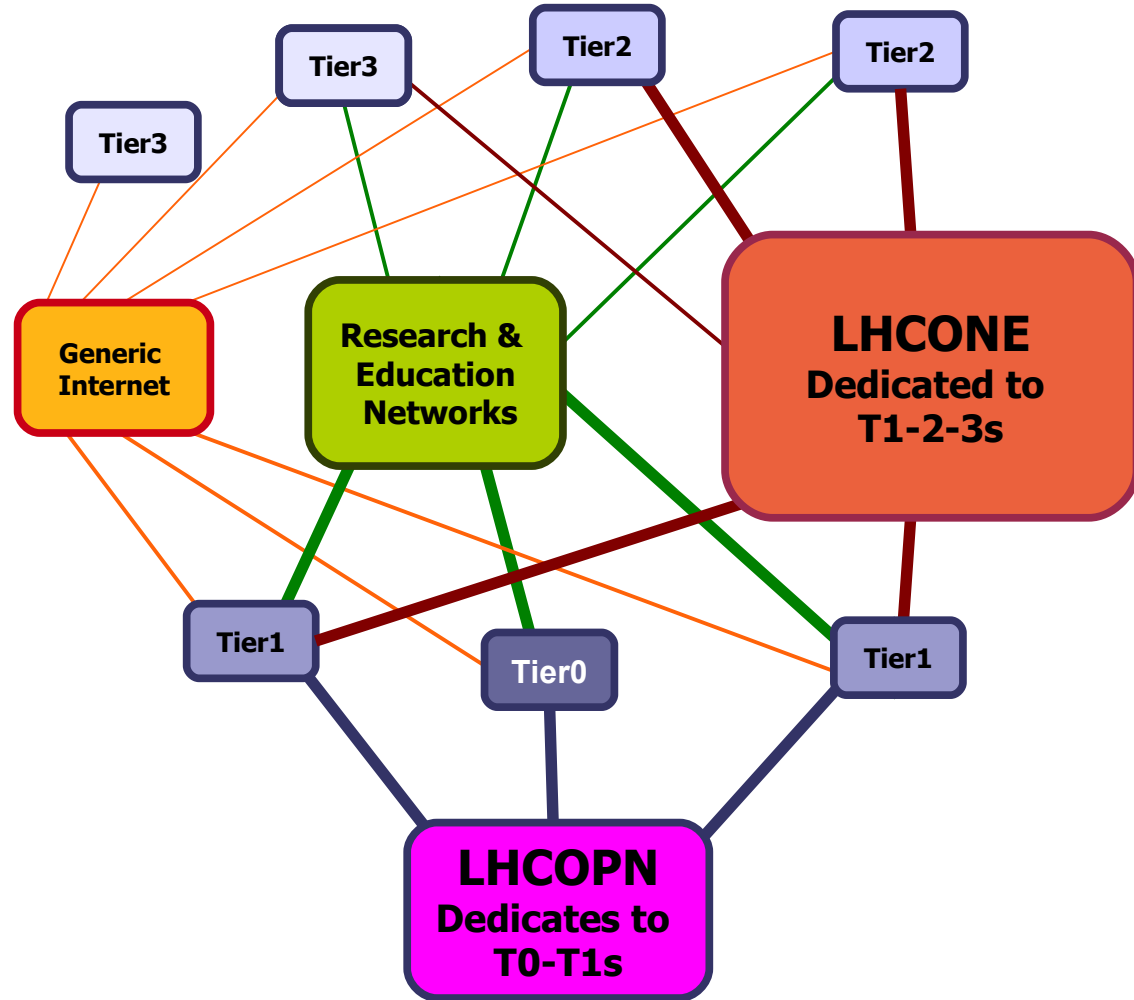 Tier3
Tier2
Tier2
Tier3
Generic
Internet
Research &
Education
Networks
LHCONE
Dedicated to
T1-2-3s
Tier1
Tier0
Tier1
LHCOPN
Dedicates to
T0-T1s